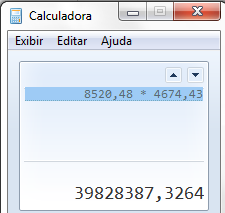 Calculadora
Exibir Editar Ajuda
8520,48 * 4674,43
39828387,3264